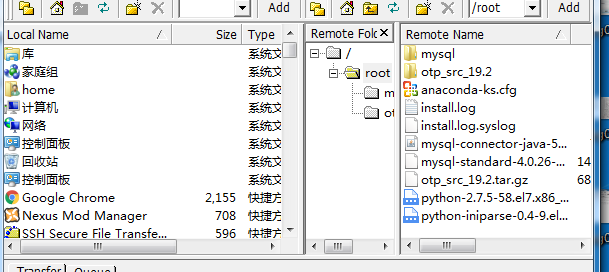 Add /root Add
Local Name Size Type
库 系统文
家庭组 系统文
home 系统文
计算机 系统文
网络 系统文
控制面板 系统文
回收站 系统文
控制面板 系统文
Google Chrome 2,155 快捷方
Nexus Mod Manager 708 快捷方
SSH Secure File Transfe... 596 快捷方
Remote Fold
/
root
m
ot
Remote Name
mysql
otp_src_19.2
anaconda-ks.cfg
install.log
install.log.syslog
mysql-connector-java-5...
mysql-standard-4.0.26-... 14
otp_src_19.2.tar.gz 68
python-2.7.5-58.el7.x86_...
python-iniparse-0.4-9.el...
Transfer Queue